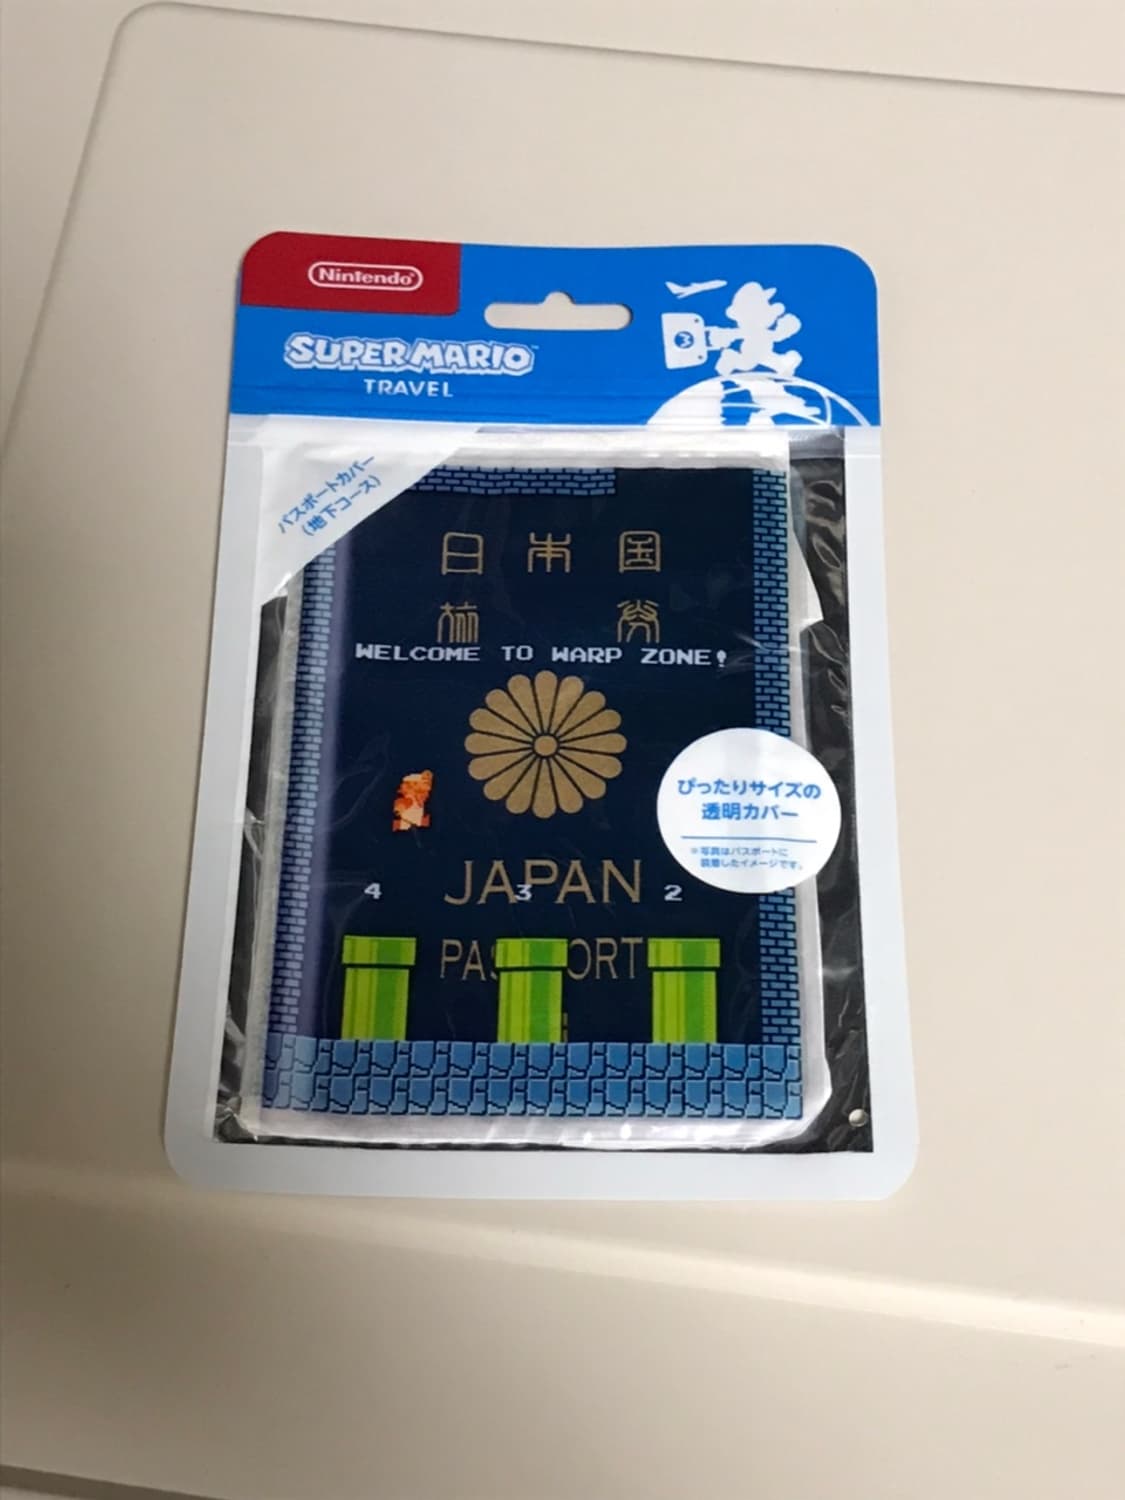 Nintendo
SUPER MARIO™
TRAVEL
パスポートカバー
(地下コース)
日本国
旅 券
WELCOME TO WARP ZONE!
ぴったりサイズの
透明カバー
※写真はパスポートに
装着したイメージです。
JAPAN
4 3 2
PAS ORT